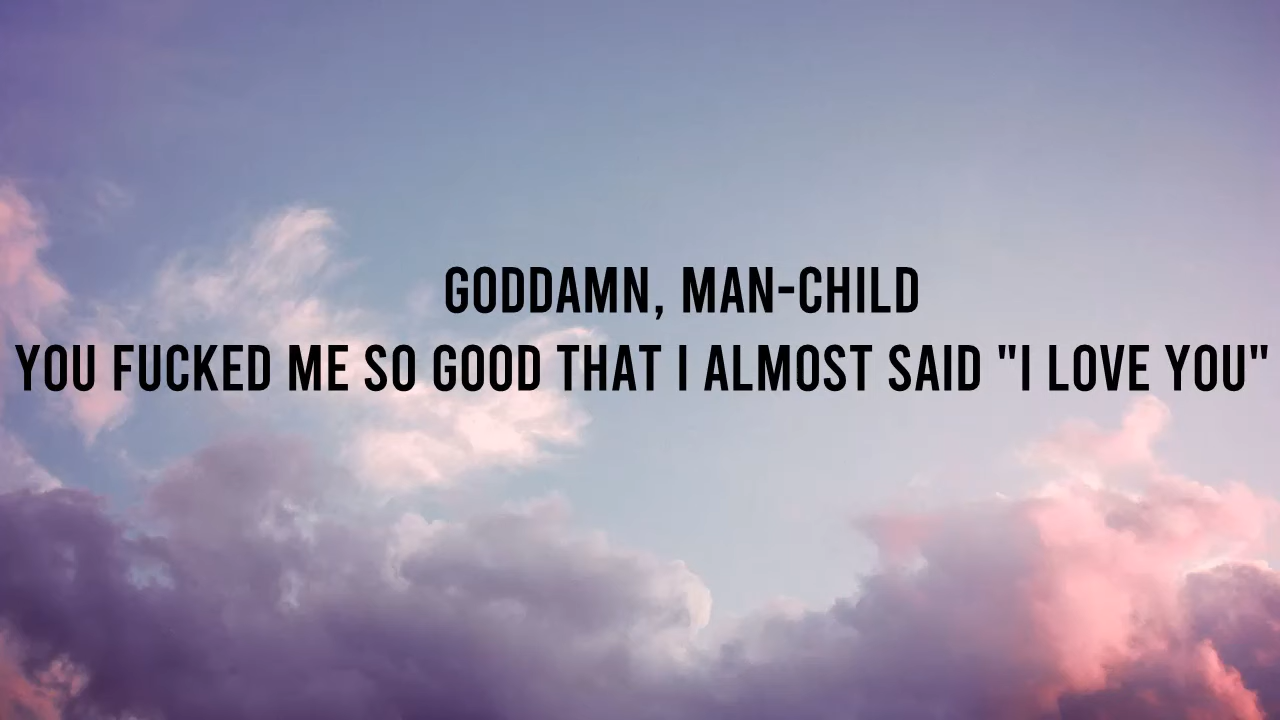 GODDAMN, MAN-CHILD
YOU FUCKED ME SO GOOD THAT I ALMOST SAID "I LOVE YOU"